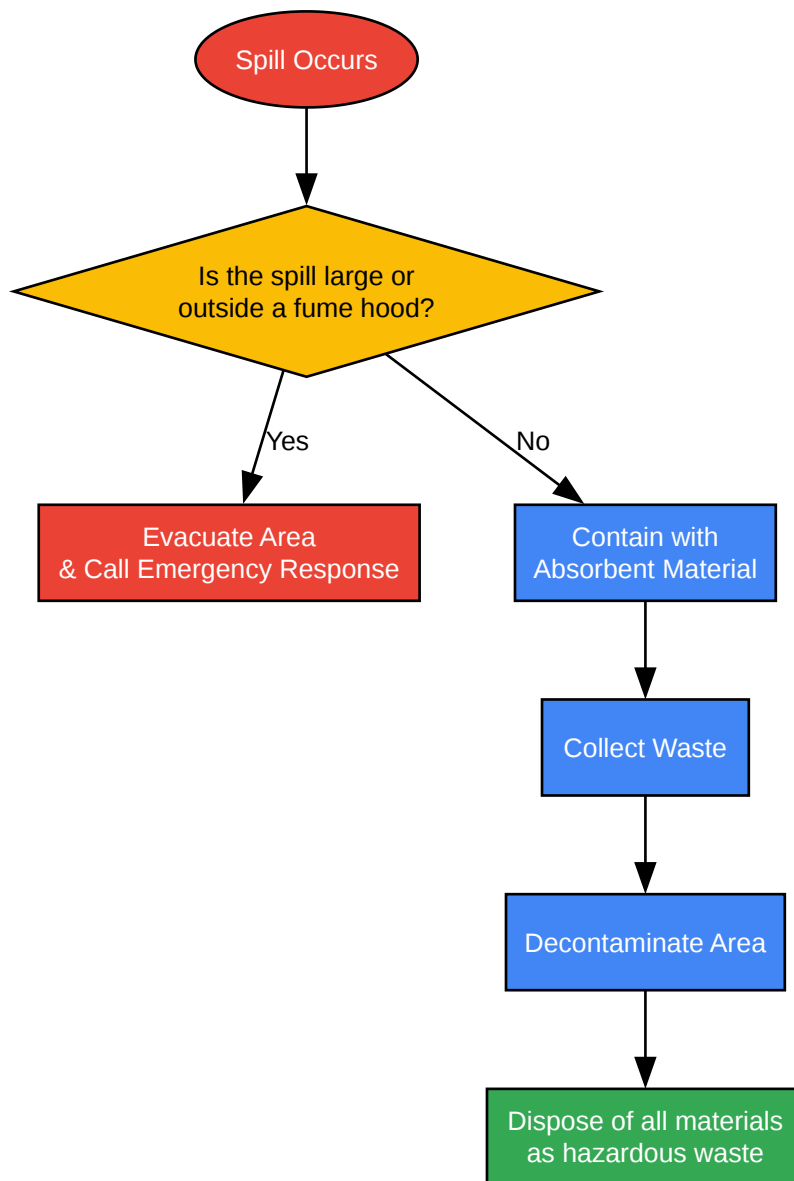 Spill Occurs
Is the spill large or
outside a fume hood?
Yes
No
Evacuate Area
& Call Emergency Response
Contain with
Absorbent Material
Collect Waste
Decontaminate Area
Dispose of all materials
as hazardous waste